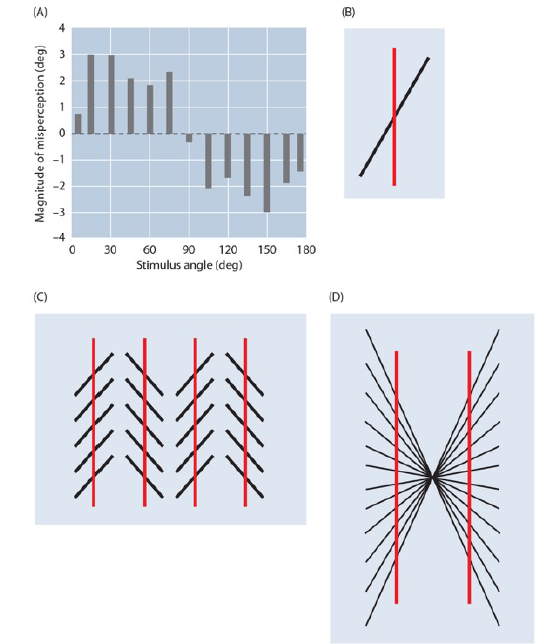 (A)
(B)
Magnitude of misperception (deg)
4
3
2
1
0
−1
−2
−3
−4
0 30 60 90 120 150 180
Stimulus angle (deg)
(C)
(D)